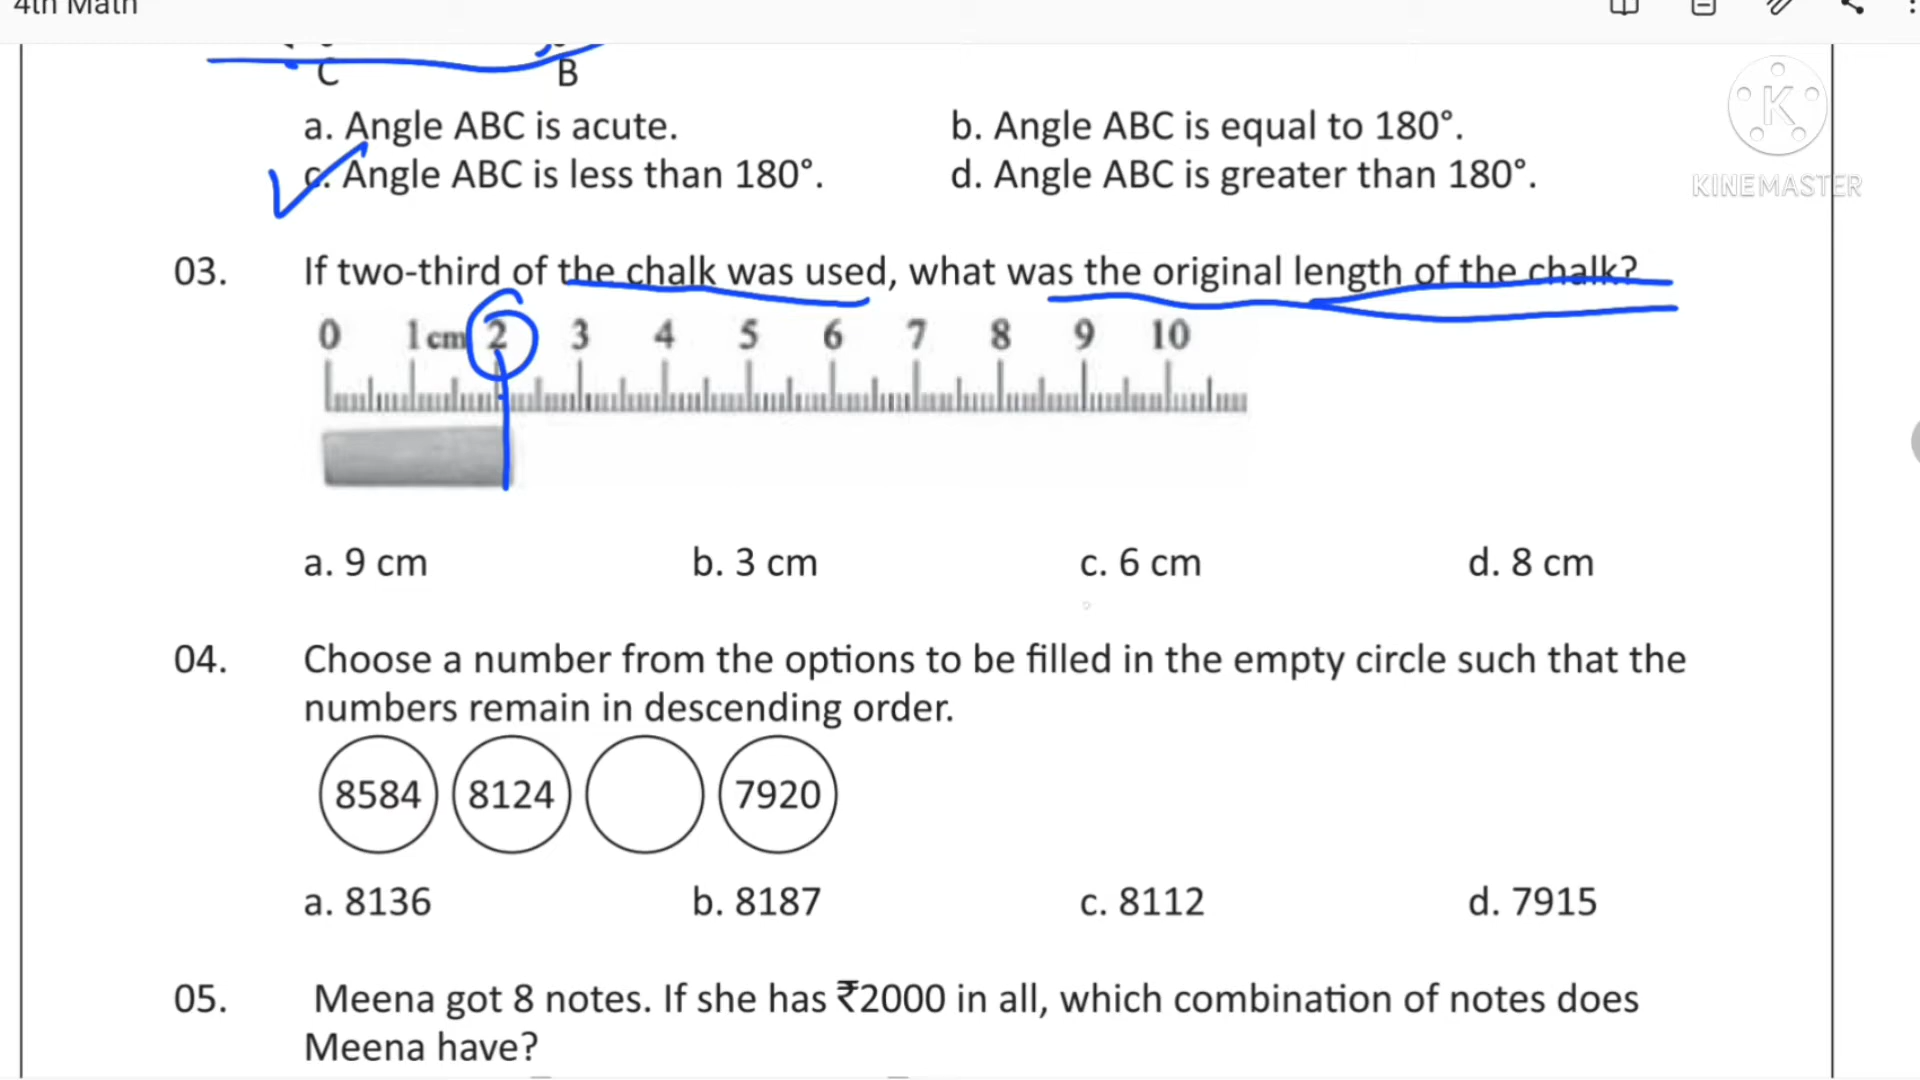 4th Math
C B
a. Angle ABC is acute. b. Angle ABC is equal to 180°.
c. Angle ABC is less than 180°. d. Angle ABC is greater than 180°.
KINEMASTER
03. If two-third of the chalk was used, what was the original length of the chalk?
0 1 cm 2 3 4 5 6 7 8 9 10
a. 9 cm b. 3 cm c. 6 cm d. 8 cm
04. Choose a number from the options to be filled in the empty circle such that the
numbers remain in descending order.
8584 8124 7920
a. 8136 b. 8187 c. 8112 d. 7915
05. Meena got 8 notes. If she has ₹2000 in all, which combination of notes does
Meena have?